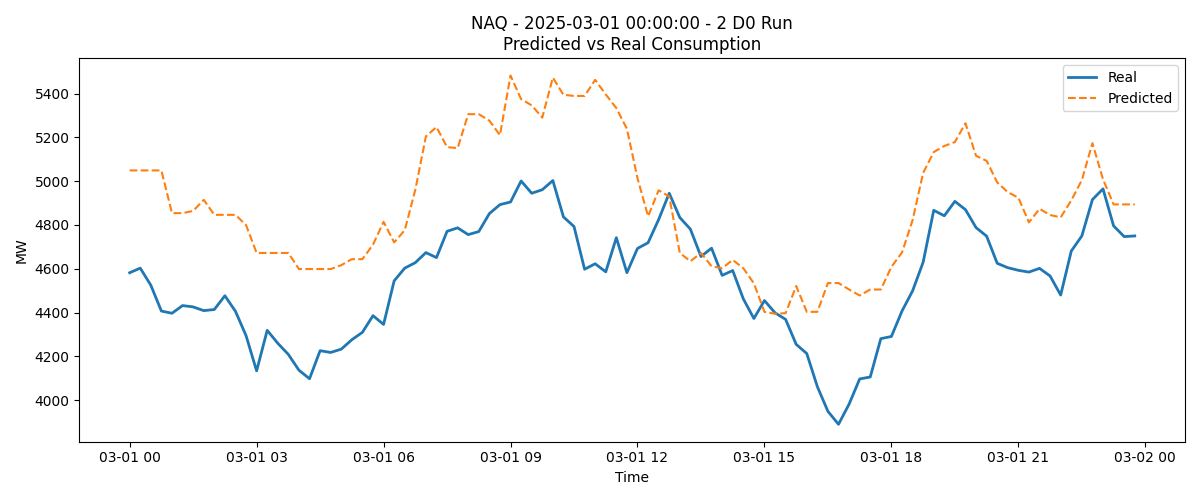 NAQ - 2025-03-01 00:00:00 - 2 D0 Run
Predicted vs Real Consumption
Real
Predicted
5400
5200
5000
4800
4600
4400
4200
4000
MW
03-01 00
03-01 03
03-01 06
03-01 09
03-01 12
03-01 15
03-01 18
03-01 21
03-02 00
Time